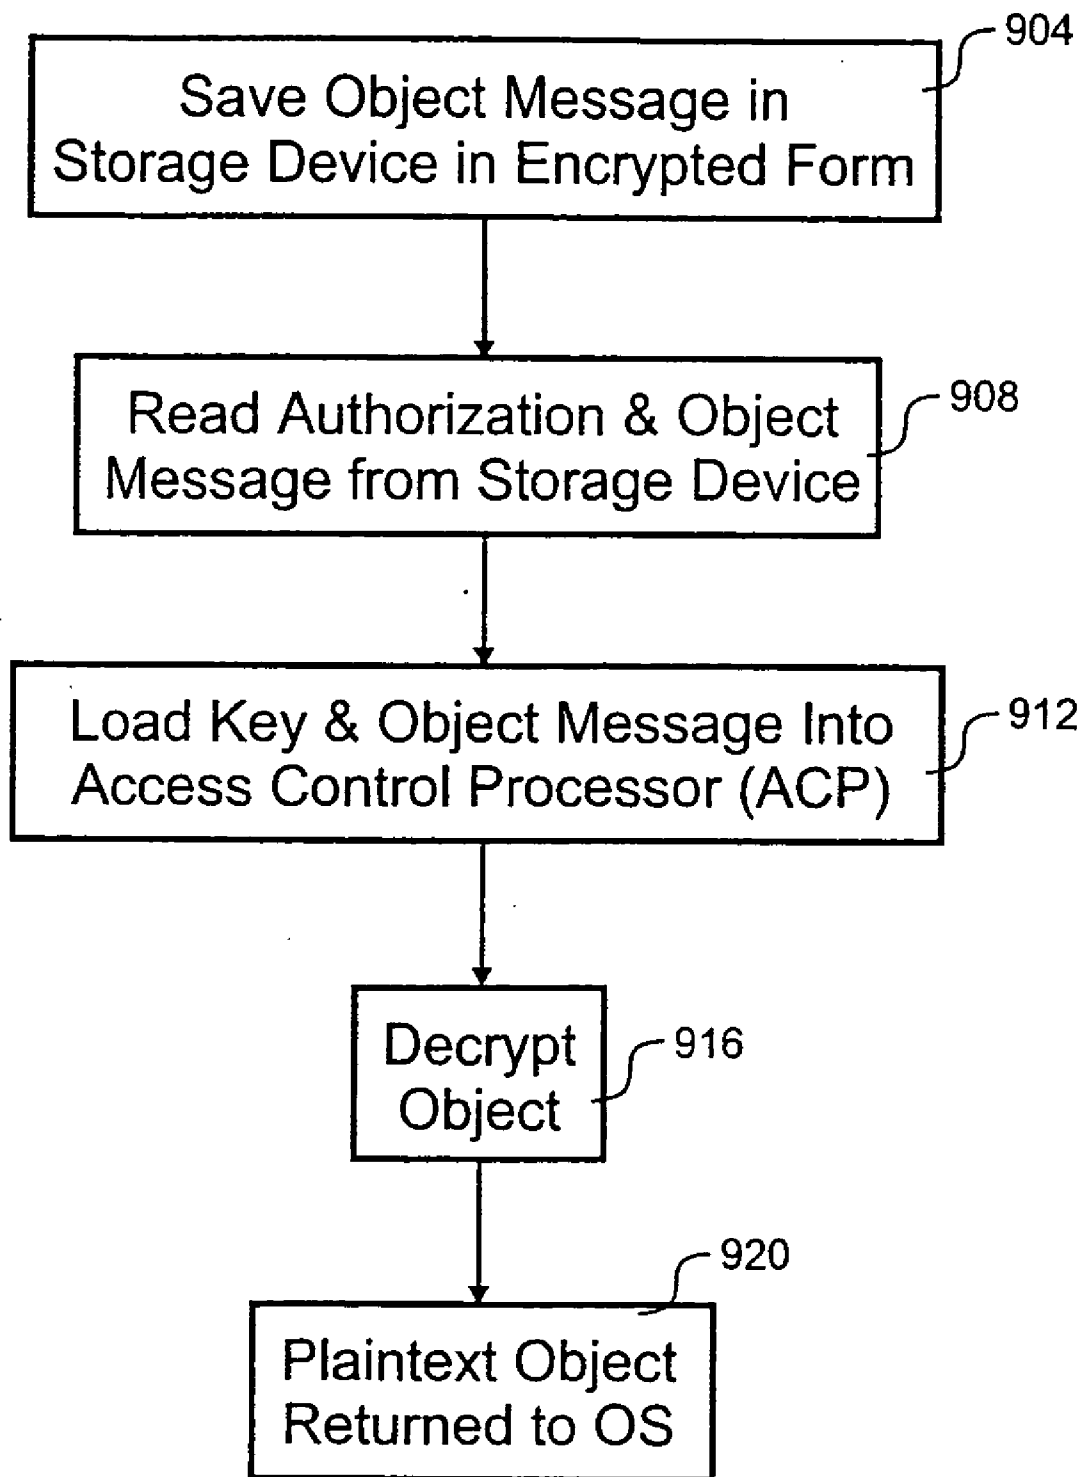 904
Save Object Message in
Storage Device in Encrypted Form
908
Read Authorization & Object
Message from Storage Device
912
Load Key & Object Message Into
Access Control Processor (ACP)
916
Decrypt
Object
920
Plaintext Object
Returned to OS